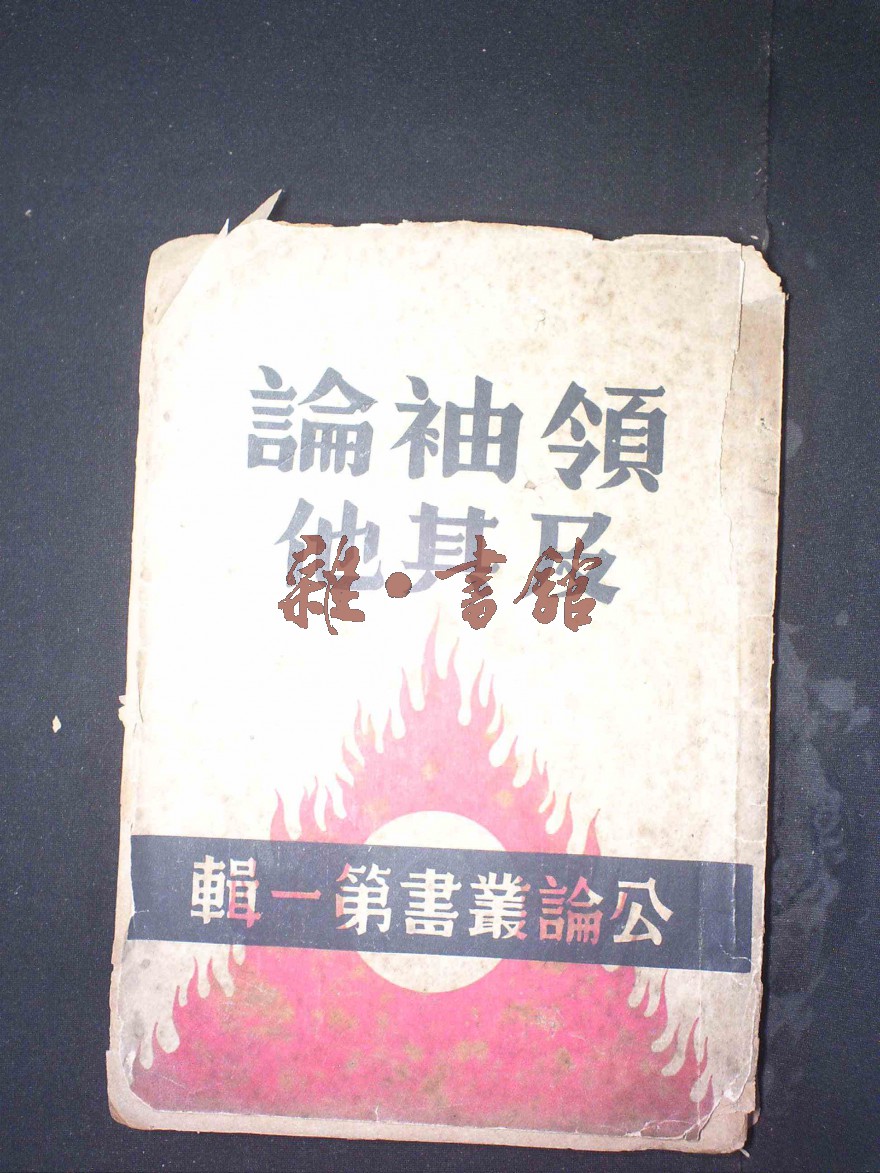 領袖論
及其他
雜·書館
公論叢書第一輯